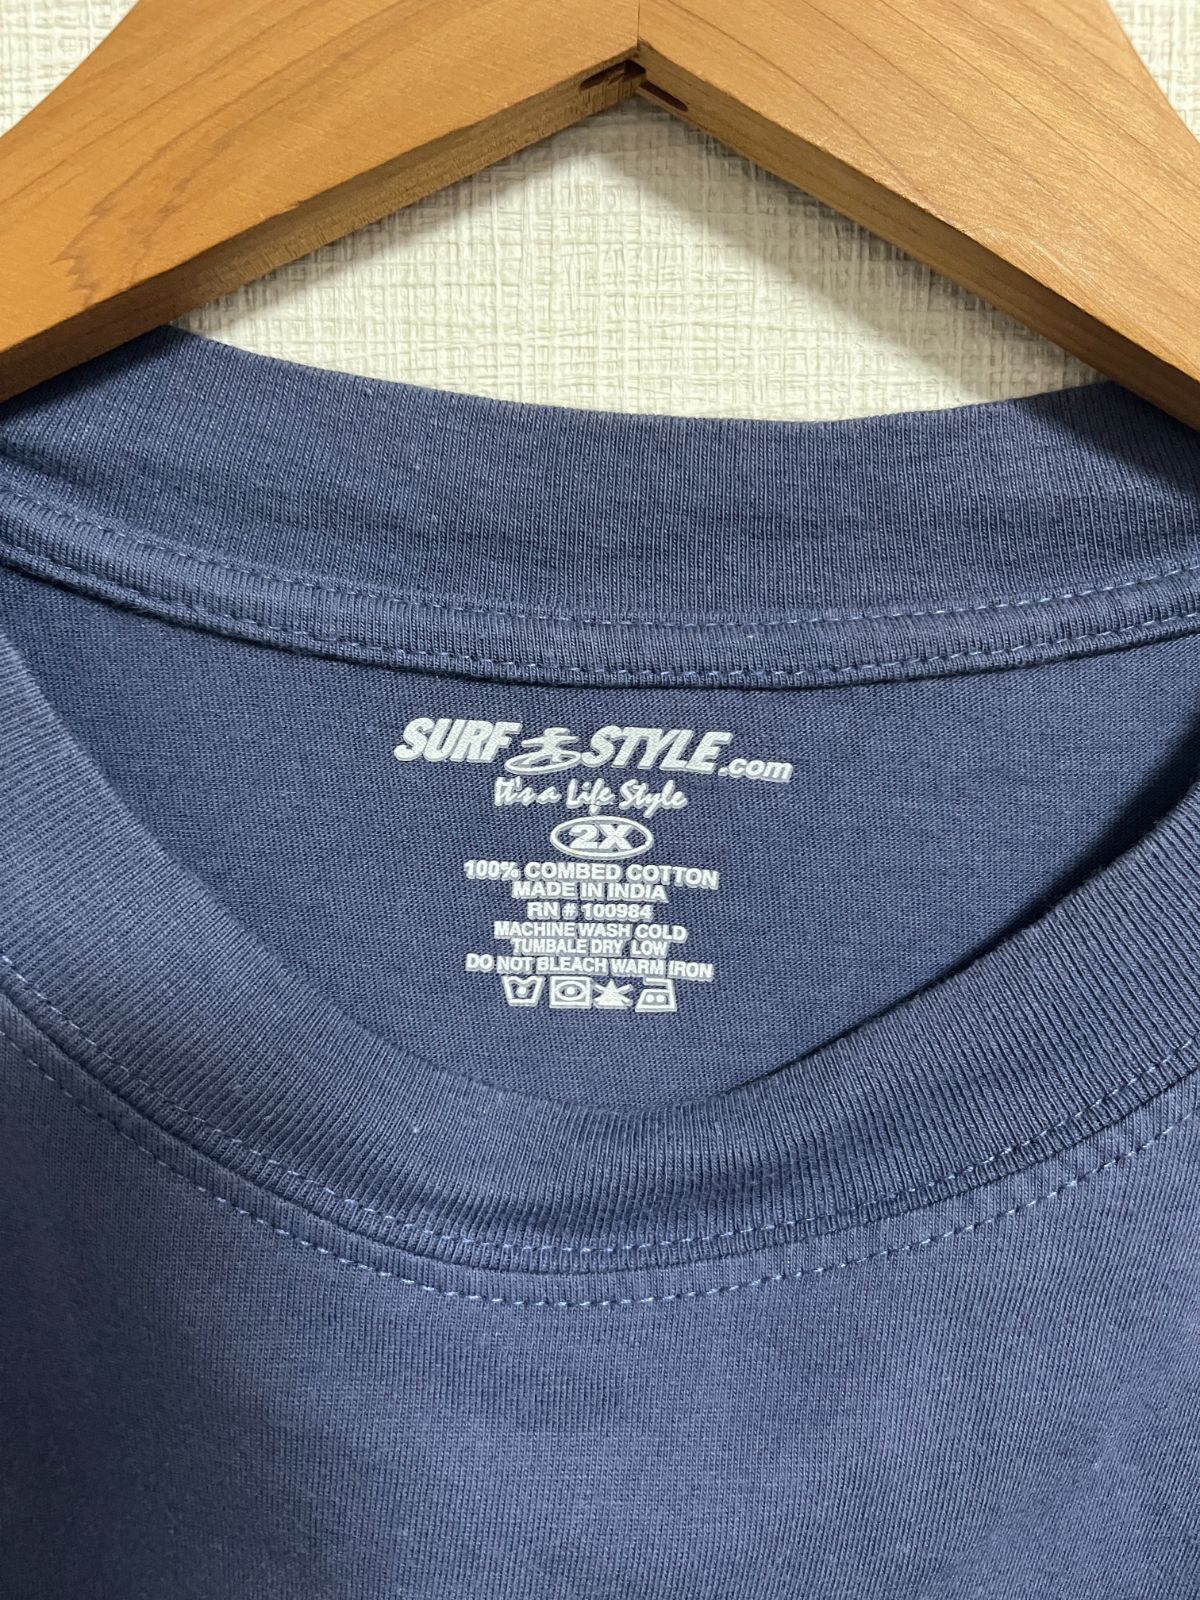 SURF STYLE.com
It's a Life Style
2X
100% COMBED COTTON
MADE IN INDIA
RN # 100984
MACHINE WASH COLD
TUMBALE DRY LOW
DO NOT BLEACH WARM IRON